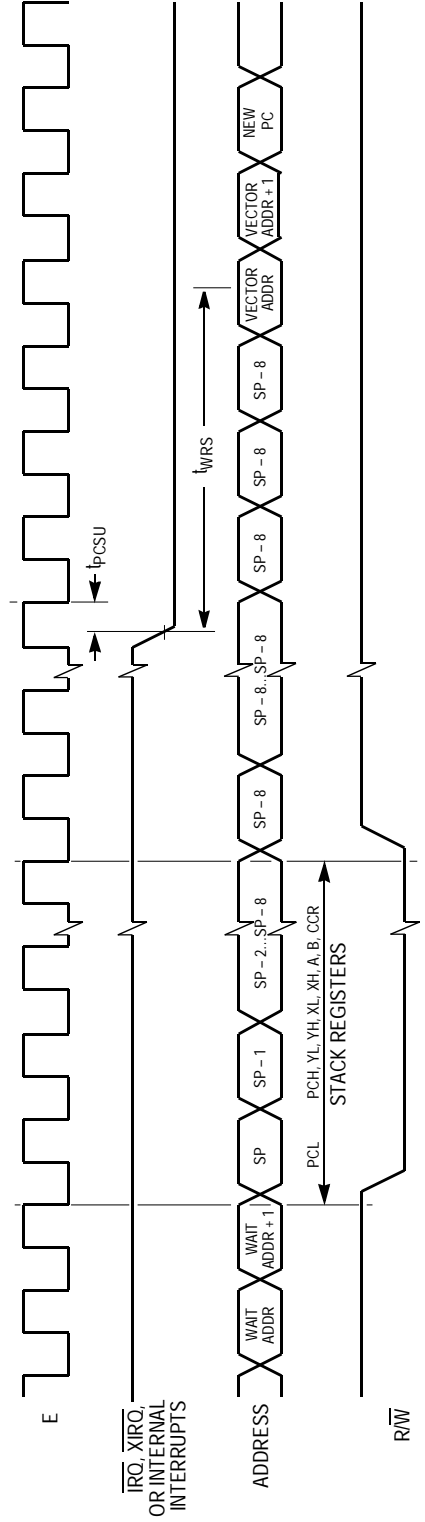 E
IRQ, XIRQ,
OR INTERNAL
INTERRUPTS
tPCSU
tWRS
ADDRESS
WAIT
ADDR
WAIT
ADDR + 1
SP
SP – 1
SP – 2…SP – 8
SP – 8
SP – 8…SP – 8
SP – 8
SP – 8
SP – 8
VECTOR
ADDR
VECTOR
ADDR + 1
NEW
PC
PCL PCH, YL, YH, XL, XH, A, B, CCR
STACK REGISTERS
R/W